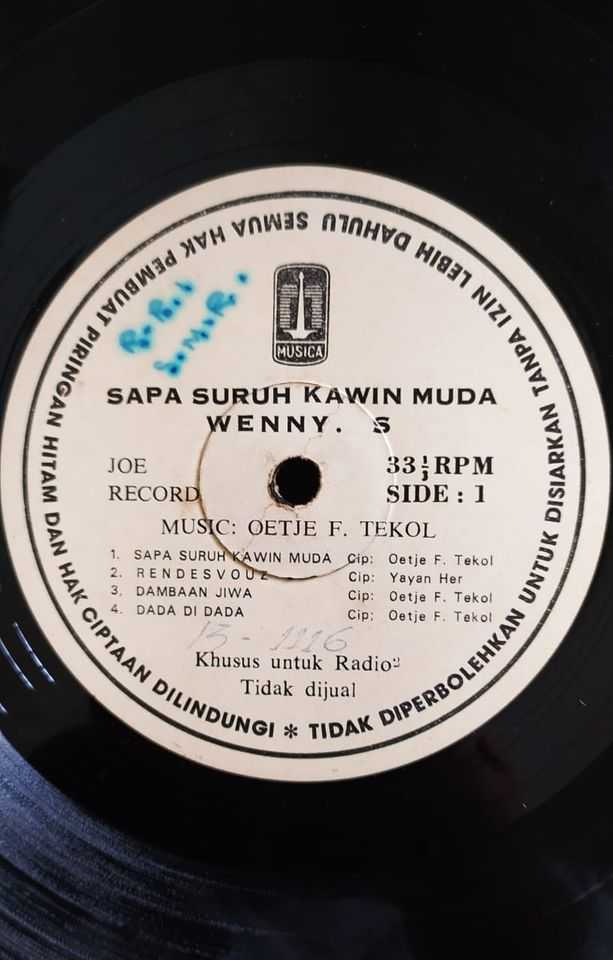 SEMUA HAK PEMBUAT PIRINGAN HITAM DAN HAK CIPTAAN DILINDUNGI * TIDAK DIPERBOLEHKAN UNTUK DISIARKAN TANPA IZIN LEBIH DAHULU
MUSICA
SAPA SURUH KAWIN MUDA
WENNY. S
JOE 33⅓ RPM
RECORD SIDE : 1
MUSIC: OETJE F. TEKOL
1. SAPA SURUH KAWIN MUDA Cip; Oetje F. Tekol
2. RENDESVOUZ Cip: Yayan Her
3. DAMBAAN JIWA Cip: Oetje F. Tekol
4. DADA DI DADA Cip; Oetje F. Tekol
Khusus untuk Radio²
Tidak dijual